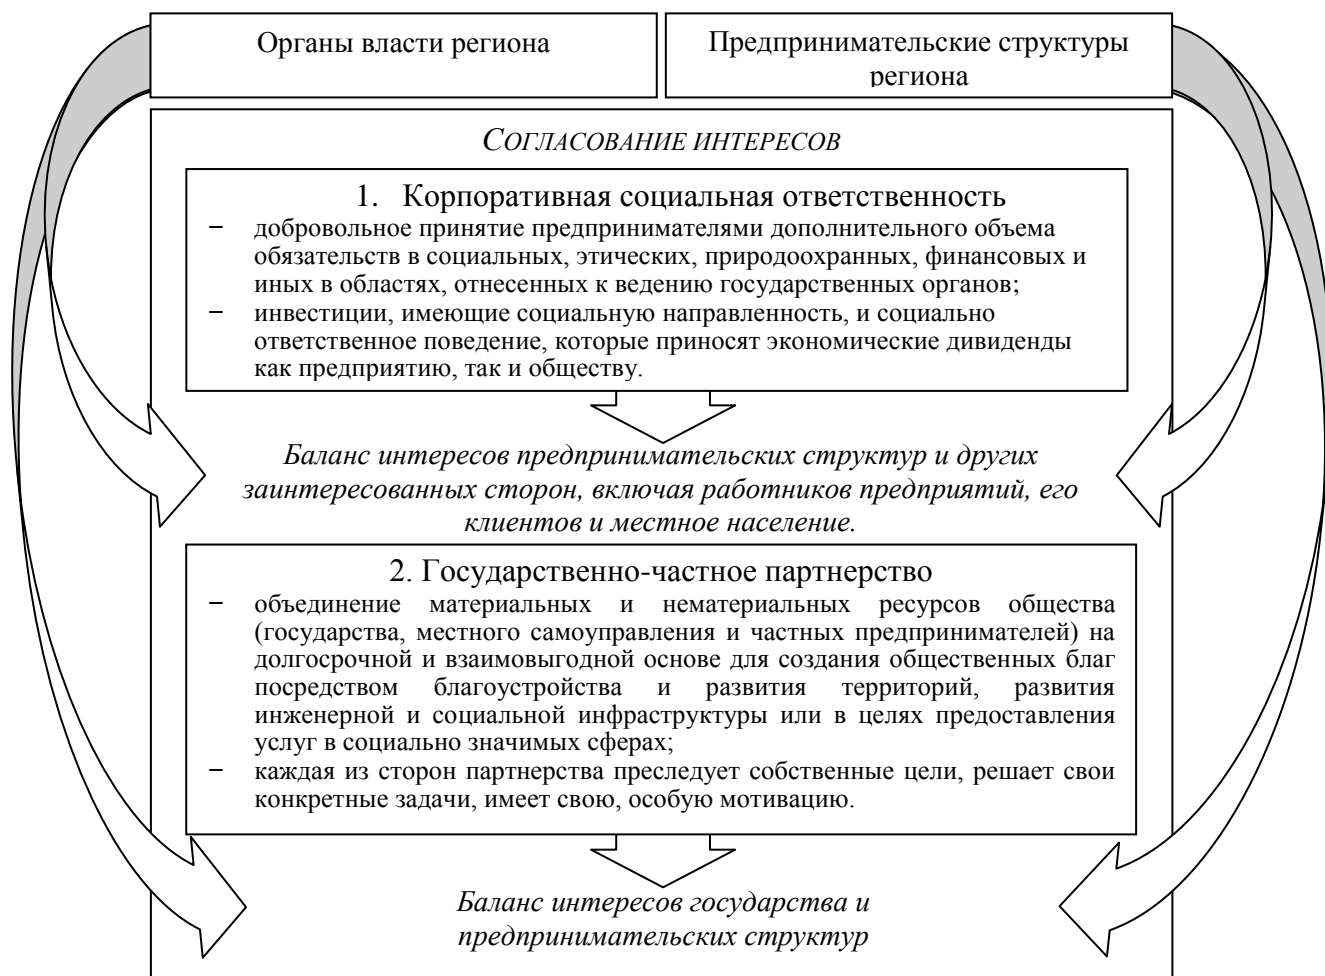 Органы власти региона
Предпринимательские структуры
региона
СОГЛАСОВАНИЕ ИНТЕРЕСОВ
1. Корпоративная социальная ответственность
− добровольное принятие предпринимателями дополнительного объема
обязательств в социальных, этических, природоохранных, финансовых и
иных в областях, отнесенных к ведению государственных органов;
− инвестиции, имеющие социальную направленность, и социально
ответственное поведение, которые приносят экономические дивиденды
как предприятию, так и обществу.
Баланс интересов предпринимательских структур и других
заинтересованных сторон, включая работников предприятий, его
клиентов и местное население.
2. Государственно-частное партнерство
− объединение материальных и нематериальных ресурсов общества
(государства, местного самоуправления и частных предпринимателей) на
долгосрочной и взаимовыгодной основе для создания общественных благ
посредством благоустройства и развития территорий, развития
инженерной и социальной инфраструктуры или в целях предоставления
услуг в социально значимых сферах;
− каждая из сторон партнерства преследует собственные цели, решает свои
конкретные задачи, имеет свою, особую мотивацию.
Баланс интересов государства и
предпринимательских структур